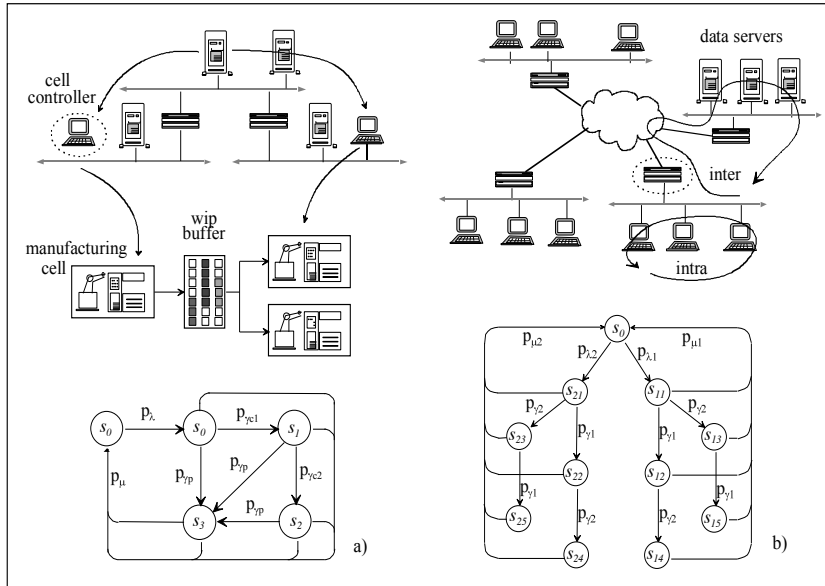 cell
controller
manufacturing
cell
wip
buffer
data servers
inter
intra
s0
pλ
s0
pγc1
s1
pμ
pγp
pγp
pγc2
s3
pγp
s2
a)
s0
pμ2
pλ2
pλ1
pμ1
s21
s11
pγ2
pγ1
pγ1
pγ2
s23
s13
s22
s12
pγ1
pγ1
s25
pγ2
pγ2
s15
s24
s14
b)